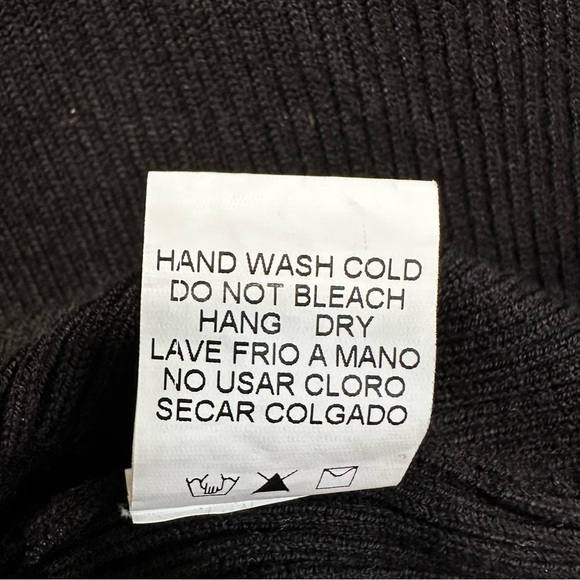 HAND WASH COLD
DO NOT BLEACH
HANG DRY
LAVE FRIO A MANO
NO USAR CLORO
SECAR COLGADO